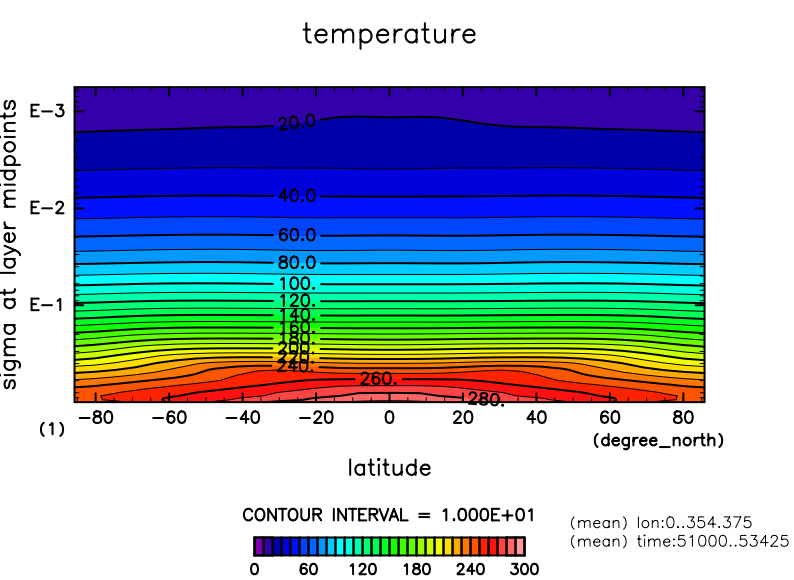 temperature
sigma at layer midpoints
E−3
E−2
E−1
20.0
40.0
60.0
80.0
100.
120.
140.
160.
180.
200.
220.
240.
260.
280.
−80 −60 −40 −20 0 20 40 60 80
(1)
(degree_north)
latitude
CONTOUR INTERVAL = 1.000E+01
0 60 120 180 240 300
(mean) lon:0..354.375
(mean) time:51000..53425